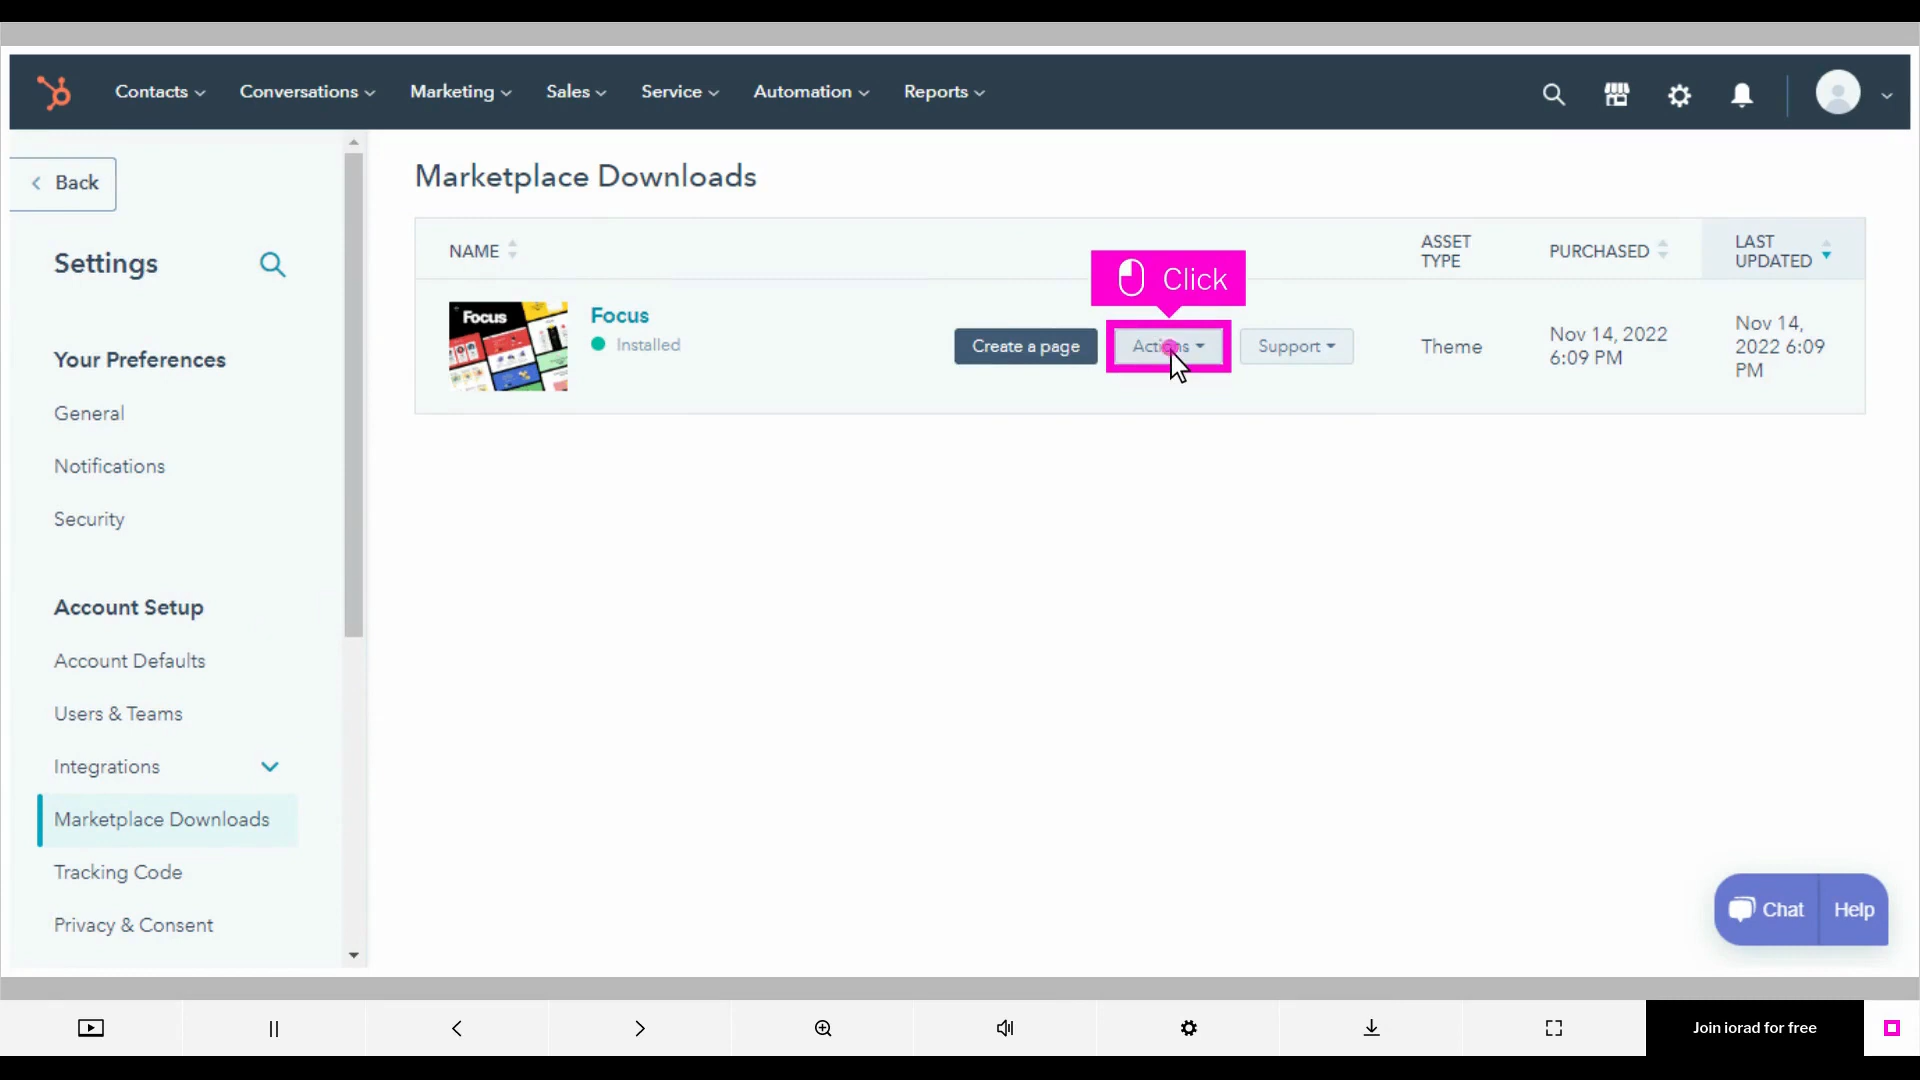 Contacts
Conversations
Marketing
Sales
Service
Automation
Reports
Back
Settings
Your Preferences
General
Notifications
Security
Account Setup
Account Defaults
Users & Teams
Integrations
Marketplace Downloads
Tracking Code
Privacy & Consent
Marketplace Downloads
NAME
ASSET
TYPE
PURCHASED
LAST
UPDATED
Click
Focus
Focus
Installed
Create a page
Actions
Support
Theme
Nov 14, 2022
6:09 PM
Nov 14,
2022 6:09
PM
Chat
Help
Join iorad for free